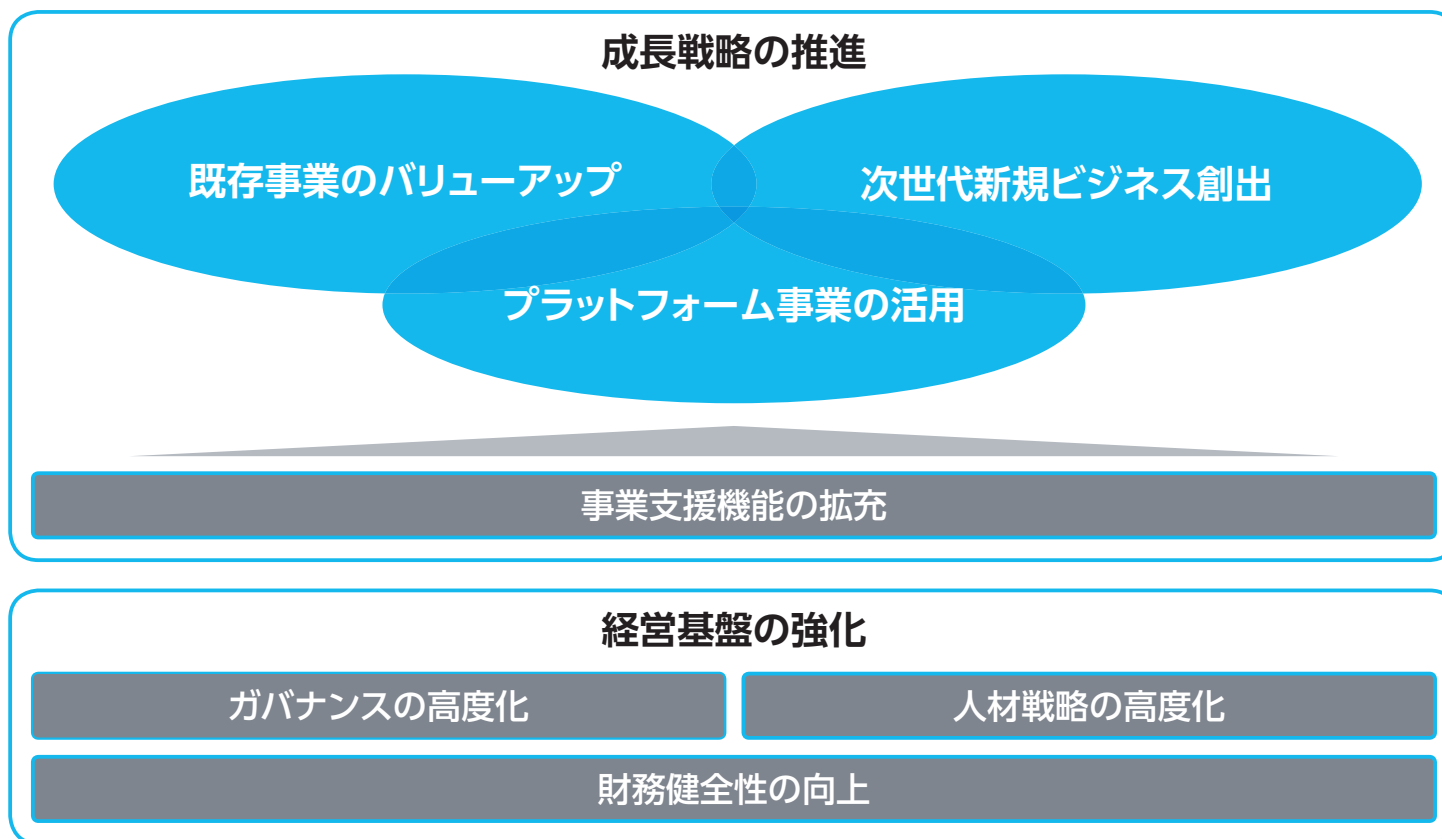 成長戦略の推進
既存事業のバリューアップ
次世代新規ビジネス創出
プラットフォーム事業の活用
事業支援機能の拡充
経営基盤の強化
ガバナンスの高度化
人材戦略の高度化
財務健全性の向上